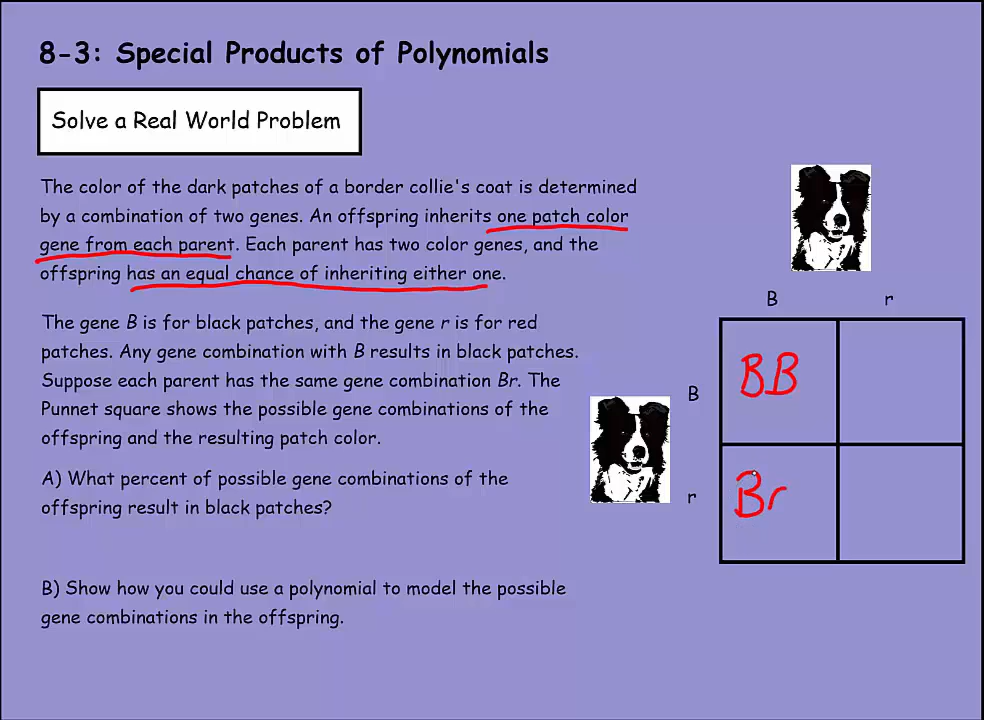 8-3: Special Products of Polynomials
Solve a Real World Problem
The color of the dark patches of a border collie's coat is determined
by a combination of two genes. An offspring inherits one patch color
gene from each parent. Each parent has two color genes, and the
offspring has an equal chance of inheriting either one.
The gene B is for black patches, and the gene r is for red
patches. Any gene combination with B results in black patches.
Suppose each parent has the same gene combination Br. The
Punnet square shows the possible gene combinations of the
offspring and the resulting patch color.
A) What percent of possible gene combinations of the
offspring result in black patches?
B) Show how you could use a polynomial to model the possible
gene combinations in the offspring.
B r
B BB
r Br